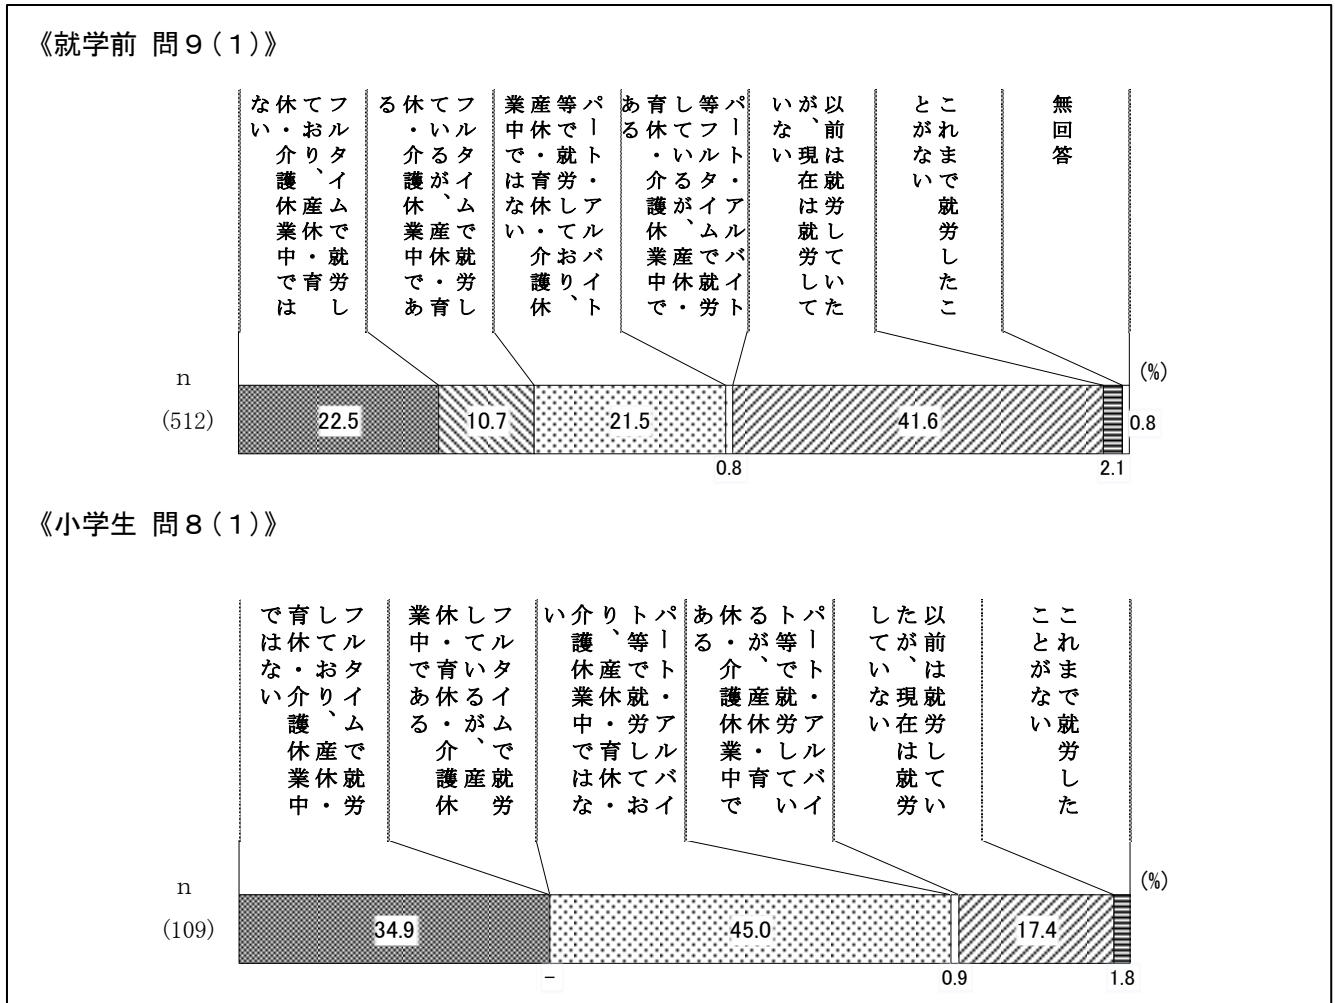 《就学前 問９(１)》
フルタイムで就労し
ており、産休・育
休・介護休業中では
ない
フルタイムで就労し
ているが、産休・育
休・介護休業中であ
る
パート・アルバイト
等で就労しており、
産休・育休・介護休
業中ではない
パート・アルバイト
等フルタイムで就労
しているが、産休・
育休・介護休業中で
ある
以前は就労していた
が、現在は就労して
いない
これまで就労したこ
とがない
無回答
(%)
n
(512)
22.5
10.7
21.5
0.8
41.6
2.1
0.8
《小学生 問８(１)》
フルタイムで就労
しており、産休・
育休・介護休業中
ではない
フルタイムで就労
しているが、産
休・育休・介護休
業中である
パート・アルバイ
ト等で就労してお
り、産休・育休・
介護休業中ではな
い
パート・アルバイ
ト等で就労してい
るが、産休・育
休・介護休業中で
ある
以前は就労してい
たが、現在は就労
していない
これまで就労した
ことがない
(%)
n
(109)
34.9
−
45.0
0.9
17.4
1.8